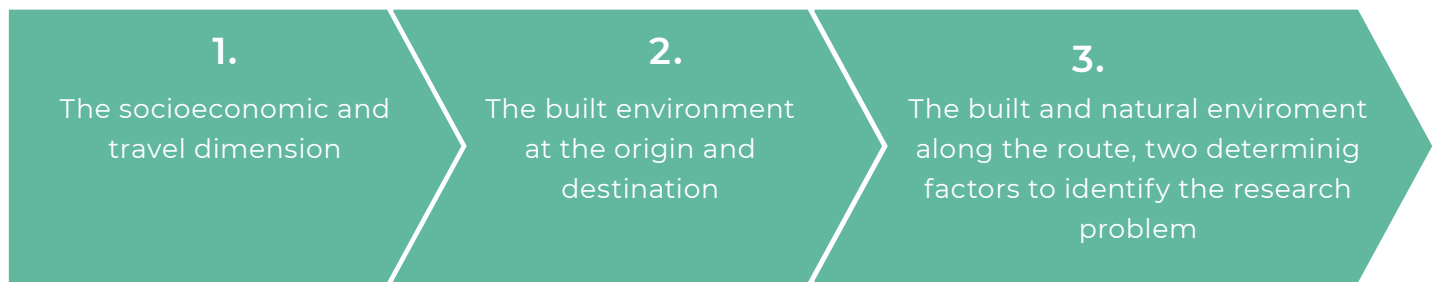 1.
The socioeconomic and
travel dimension
2.
The built environment
at the origin and
destination
3.
The built and natural enviroment
along the route, two determinig
factors to identify the research
problem